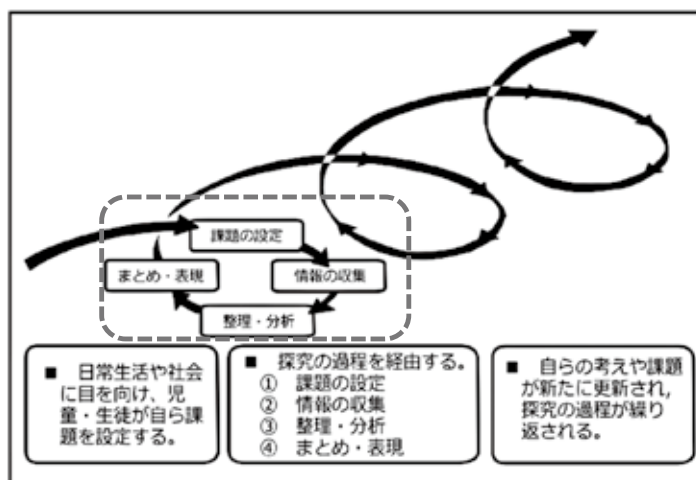 課題の設定
まとめ・表現
情報の収集
整理・分析
■ 日常生活や社会
に目を向け、児
童・生徒が自ら課
題を設定する。
■ 探究の過程を経由する。
① 課題の設定
② 情報の収集
③ 整理・分析
④ まとめ・表現
■ 自らの考えや課題
が新たに更新され,
探究の過程が繰り
返される。